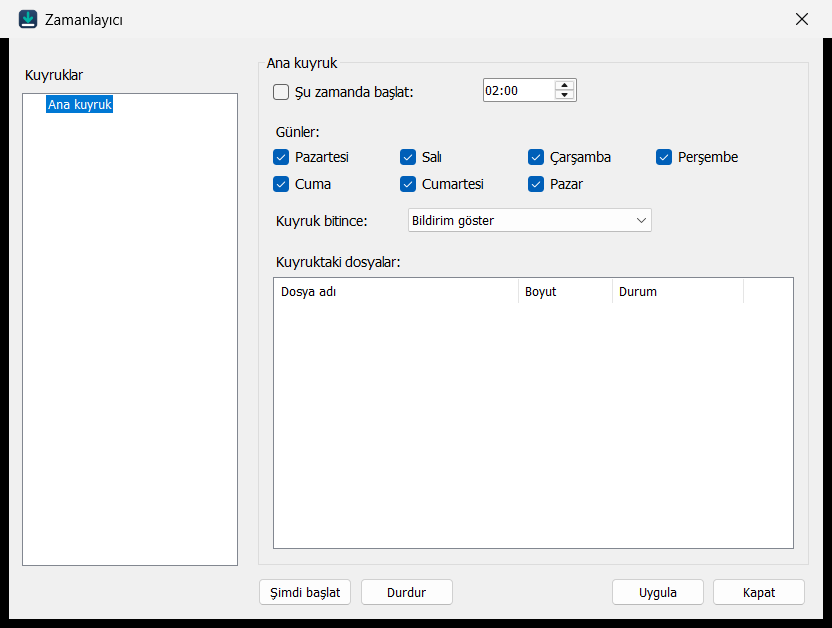 Zamanlayıcı
Kuyruklar
Ana kuyruk
Ana kuyruk
Şu zamanda başlat: 02:00
Günler:
Pazartesi Salı Çarşamba Perşembe
Cuma Cumartesi Pazar
Kuyruk bitince: Bildirim göster
Kuyruktaki dosyalar:
Dosya adı Boyut Durum
Şimdi başlat Durdur Uygula Kapat